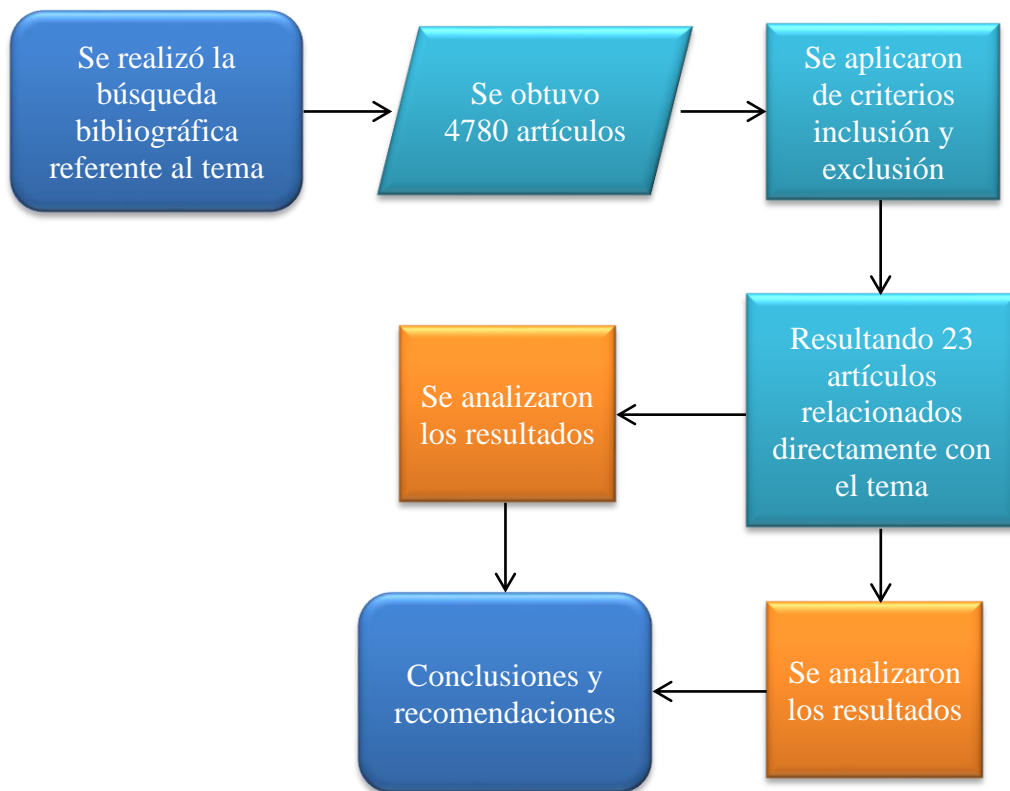 Se realizó la
búsqueda
bibliográfica
referente al tema
Se obtuvo
4780 artículos
Se aplicaron
de criterios
inclusión y
exclusión
Resultando 23
artículos
relacionados
directamente con
el tema
Se analizaron
los resultados
Se analizaron
los resultados
Conclusiones y
recomendaciones